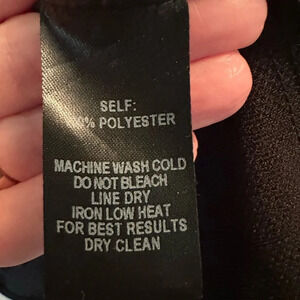 SELF:
% POLYESTER
MACHINE WASH COLD
DO NOT BLEACH
LINE DRY
IRON LOW HEAT
FOR BEST RESULTS
DRY CLEAN